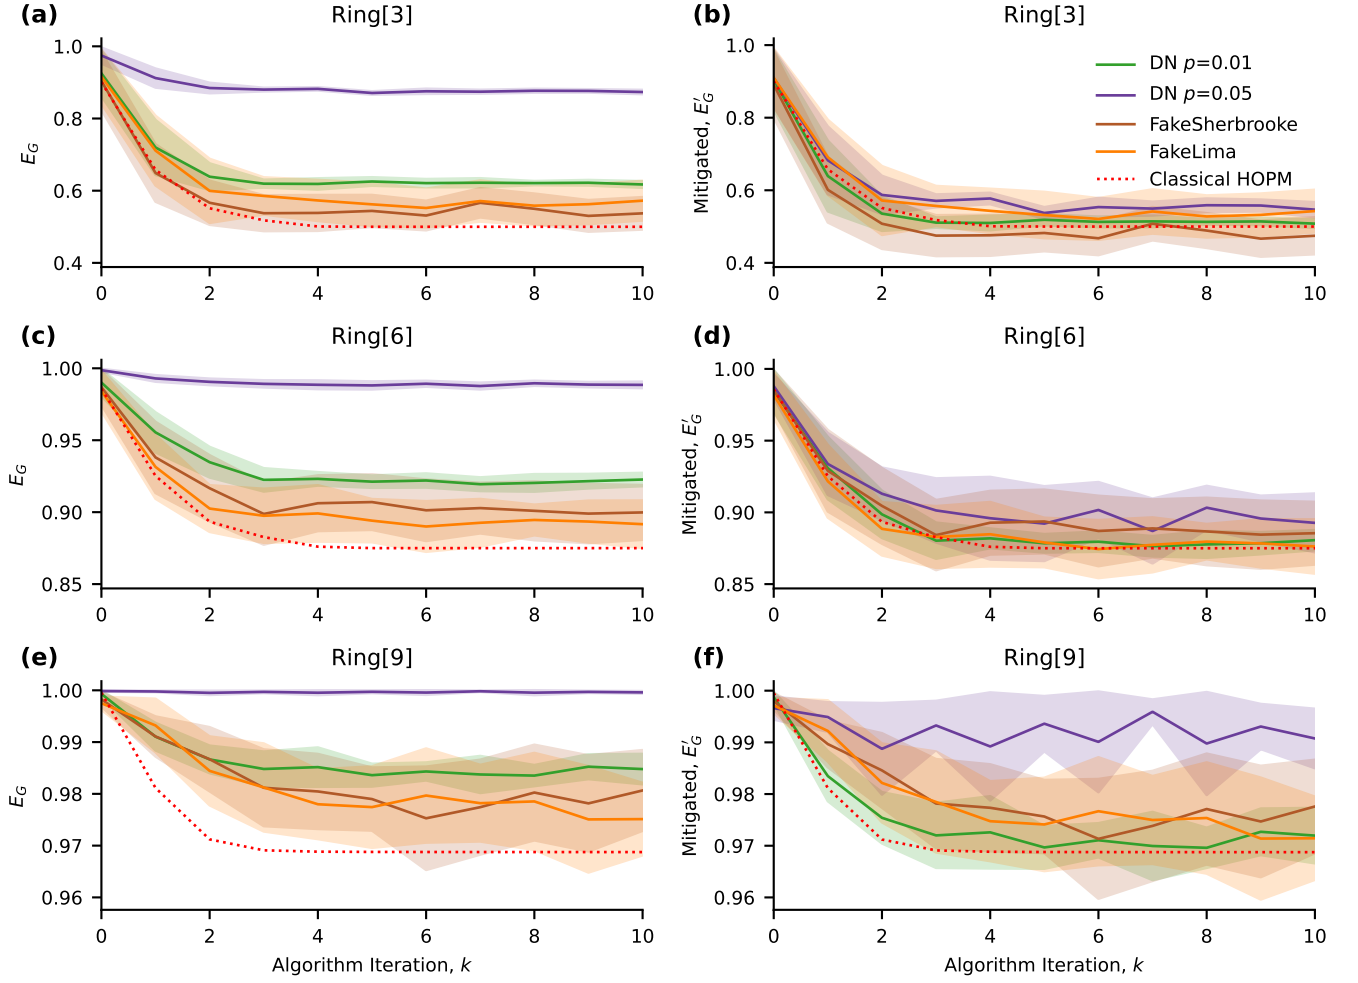 (a) Ring[3]
1.0
0.8
0.6
0.4
E_G
0 2 4 6 8 10
(b) Ring[3]
1.0
0.8
0.6
0.4
Mitigated, E′_G
0 2 4 6 8 10
DN p=0.01
DN p=0.05
FakeSherbrooke
FakeLima
Classical HOPM
(c) Ring[6]
1.00
0.95
0.90
0.85
E_G
0 2 4 6 8 10
(d) Ring[6]
1.00
0.95
0.90
0.85
Mitigated, E′_G
0 2 4 6 8 10
(e) Ring[9]
1.00
0.99
0.98
0.97
0.96
E_G
0 2 4 6 8 10
Algorithm Iteration, k
(f) Ring[9]
1.00
0.99
0.98
0.97
0.96
Mitigated, E′_G
0 2 4 6 8 10
Algorithm Iteration, k